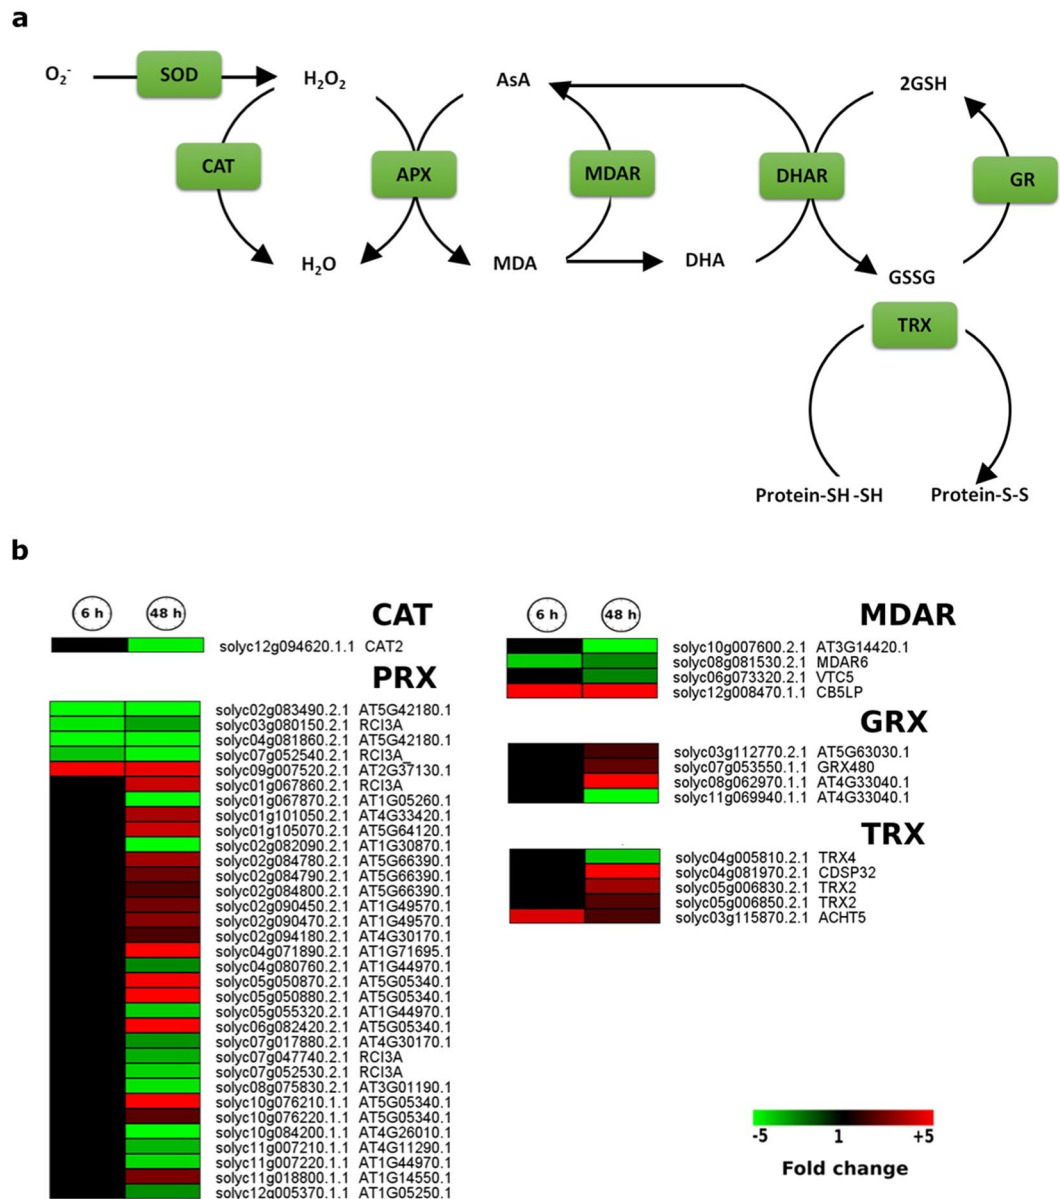 a
O2- SOD H2O2 AsA 2GSH
CAT APX MDAR DHAR GR
H2O MDA DHA GSSG
TRX
Protein-SH -SH Protein-S-S
b
6 h 48 h CAT
solyc12g094620.1.1 CAT2
PRX
solyc02g083490.2.1 AT5G42180.1
solyc03g080150.2.1 RCI3A
solyc04g081860.2.1 AT5G42180.1
solyc07g052540.2.1 RCI3A_
solyc09g007520.2.1 AT2G37130.1
solyc01g067860.2.1 RCI3A
solyc01g067870.2.1 AT1G05260.1
solyc01g101050.2.1 AT4G33420.1
solyc01g105070.2.1 AT5G64120.1
solyc02g082090.2.1 AT1G30870.1
solyc02g084780.2.1 AT5G66390.1
solyc02g084790.2.1 AT5G66390.1
solyc02g084800.2.1 AT5G66390.1
solyc02g090450.2.1 AT1G49570.1
solyc02g090470.2.1 AT1G49570.1
solyc02g094180.2.1 AT4G30170.1
solyc04g071890.2.1 AT1G71695.1
solyc04g080760.2.1 AT1G44970.1
solyc05g050870.2.1 AT5G05340.1
solyc05g050880.2.1 AT5G05340.1
solyc05g055320.2.1 AT1G44970.1
solyc06g082420.2.1 AT5G05340.1
solyc07g017880.2.1 AT4G30170.1
solyc07g047740.2.1 RCI3A
solyc07g052530.2.1 RCI3A
solyc08g075830.2.1 AT3G01190.1
solyc10g076210.1.1 AT5G05340.1
solyc10g076220.1.1 AT5G05340.1
solyc10g084200.1.1 AT4G26010.1
solyc11g007210.1.1 AT4G11290.1
solyc11g007220.1.1 AT1G44970.1
solyc11g018800.1.1 AT1G14550.1
solyc12g005370.1.1 AT1G05250.1
6 h 48 h MDAR
solyc10g007600.2.1 AT3G14420.1
solyc08g081530.2.1 MDAR6
solyc06g073320.2.1 VTC5
solyc12g008470.1.1 CB5LP
GRX
solyc03g112770.2.1 AT5G63030.1
solyc07g053550.1.1 GRX480
solyc08g062970.1.1 AT4G33040.1
solyc11g069940.1.1 AT4G33040.1
TRX
solyc04g005810.2.1 TRX4
solyc04g081970.2.1 CDSP32
solyc05g006830.2.1 TRX2
solyc05g006850.2.1 TRX2
solyc03g115870.2.1 ACHT5
-5 1 +5
Fold change